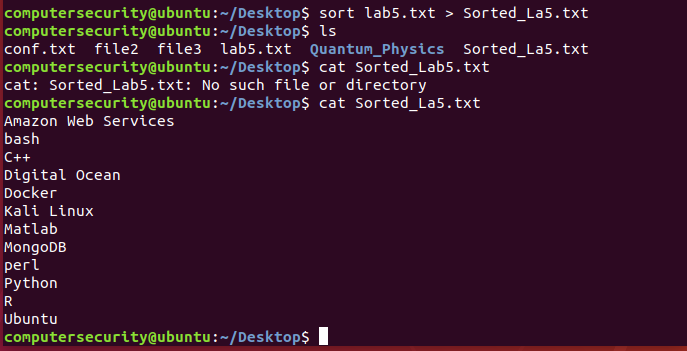 computersecurity@ubuntu:~/Desktop$ sort lab5.txt > Sorted_La5.txt
computersecurity@ubuntu:~/Desktop$ ls
conf.txt  file2  file3  lab5.txt  Quantum_Physics  Sorted_La5.txt
computersecurity@ubuntu:~/Desktop$ cat Sorted_Lab5.txt
cat: Sorted_Lab5.txt: No such file or directory
computersecurity@ubuntu:~/Desktop$ cat Sorted_La5.txt
Amazon Web Services
bash
C++
Digital Ocean
Docker
Kali Linux
Matlab
MongoDB
perl
Python
R
Ubuntu
computersecurity@ubuntu:~/Desktop$